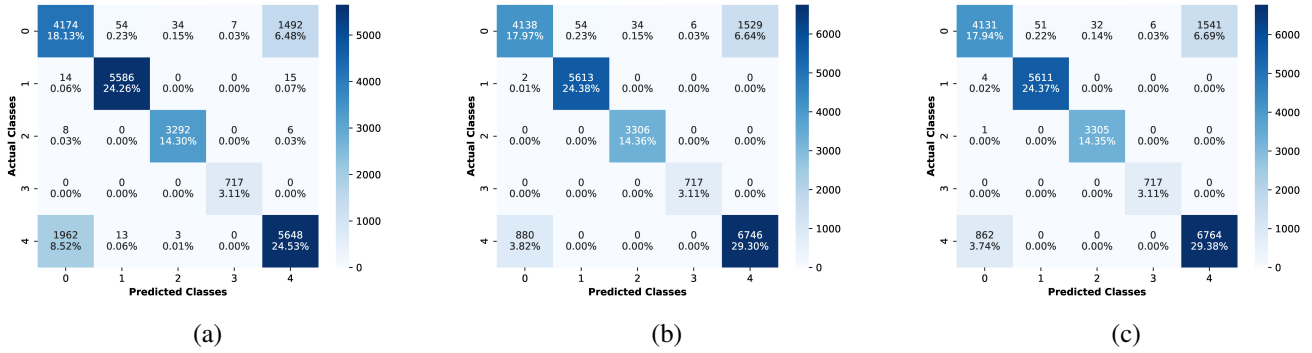 4174 54 34 7 1492
18.13% 0.23% 0.15% 0.03% 6.48%
14 5586 0 0 15
0.06% 24.26% 0.00% 0.00% 0.07%
8 0 3292 0 6
0.03% 0.00% 14.30% 0.00% 0.03%
0 0 0 717 0
0.00% 0.00% 0.00% 3.11% 0.00%
1962 13 3 0 5648
8.52% 0.06% 0.01% 0.00% 24.53%
0
1
2
3
4
Actual Classes
0 1 2 3 4
Predicted Classes
5000
4000
3000
2000
1000
0
(a)
4138 54 34 6 1529
17.97% 0.23% 0.15% 0.03% 6.64%
2 5613 0 0 0
0.01% 24.38% 0.00% 0.00% 0.00%
0 0 3306 0 0
0.00% 0.00% 14.36% 0.00% 0.00%
0 0 0 717 0
0.00% 0.00% 0.00% 3.11% 0.00%
880 0 0 0 6746
3.82% 0.00% 0.00% 0.00% 29.30%
0
1
2
3
4
Actual Classes
0 1 2 3 4
Predicted Classes
6000
5000
4000
3000
2000
1000
0
(b)
4131 51 32 6 1541
17.94% 0.22% 0.14% 0.03% 6.69%
4 5611 0 0 0
0.02% 24.37% 0.00% 0.00% 0.00%
1 0 3305 0 0
0.00% 0.00% 14.35% 0.00% 0.00%
0 0 0 717 0
0.00% 0.00% 0.00% 3.11% 0.00%
862 0 0 0 6764
3.74% 0.00% 0.00% 0.00% 29.38%
0
1
2
3
4
Actual Classes
0 1 2 3 4
Predicted Classes
6000
5000
4000
3000
2000
1000
0
(c)